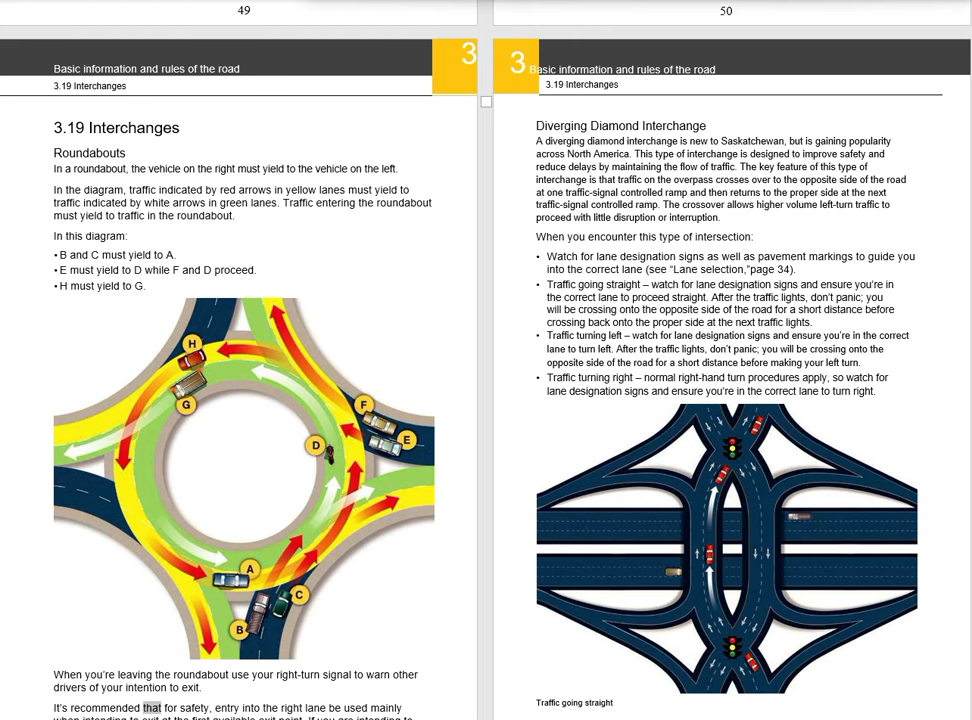 49
Basic information and rules of the road
3
3.19 Interchanges
3.19 Interchanges
Roundabouts
In a roundabout, the vehicle on the right must yield to the vehicle on the left.
In the diagram, traffic indicated by red arrows in yellow lanes must yield to
traffic indicated by white arrows in green lanes. Traffic entering the roundabout
must yield to traffic in the roundabout.
In this diagram:
• B and C must yield to A.
• E must yield to D while F and D proceed.
• H must yield to G.
H
G
F
E
D
A
C
B
When you're leaving the roundabout use your right-turn signal to warn other
drivers of your intention to exit.
It's recommended that for safety, entry into the right lane be used mainly
when intending to exit at the first available exit point. If you are intending to
50
3
Basic information and rules of the road
3.19 Interchanges
Diverging Diamond Interchange
A diverging diamond interchange is new to Saskatchewan, but is gaining popularity
across North America. This type of interchange is designed to improve safety and
reduce delays by maintaining the flow of traffic. The key feature of this type of
interchange is that traffic on the overpass crosses over to the opposite side of the road
at one traffic-signal controlled ramp and then returns to the proper side at the next
traffic-signal controlled ramp. The crossover allows higher volume left-turn traffic to
proceed with little disruption or interruption.
When you encounter this type of intersection:
• Watch for lane designation signs as well as pavement markings to guide you
into the correct lane (see “Lane selection,”page 34).
• Traffic going straight – watch for lane designation signs and ensure you're in
the correct lane to proceed straight. After the traffic lights, don't panic; you
will be crossing onto the opposite side of the road for a short distance before
crossing back onto the proper side at the next traffic lights.
• Traffic turning left – watch for lane designation signs and ensure you're in the correct
lane to turn left. After the traffic lights, don't panic; you will be crossing onto the
opposite side of the road for a short distance before making your left turn.
• Traffic turning right – normal right-hand turn procedures apply, so watch for
lane designation signs and ensure you're in the correct lane to turn right.
Traffic going straight